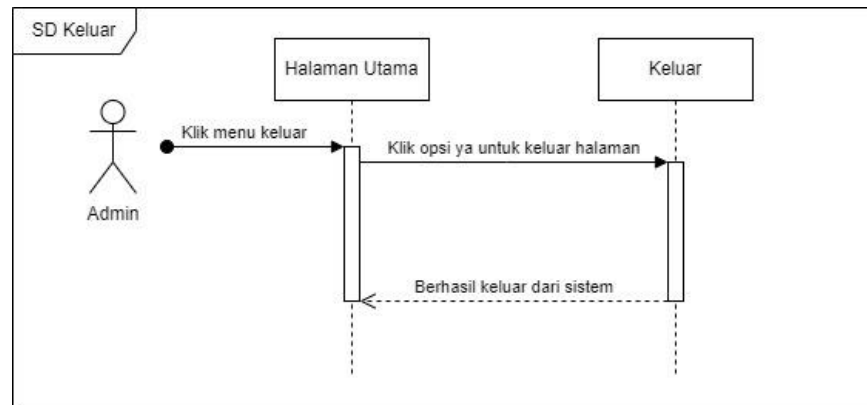 SD Keluar
Halaman Utama
Keluar
Klik menu keluar
Klik opsi ya untuk keluar halaman
Admin
Berhasil keluar dari sistem